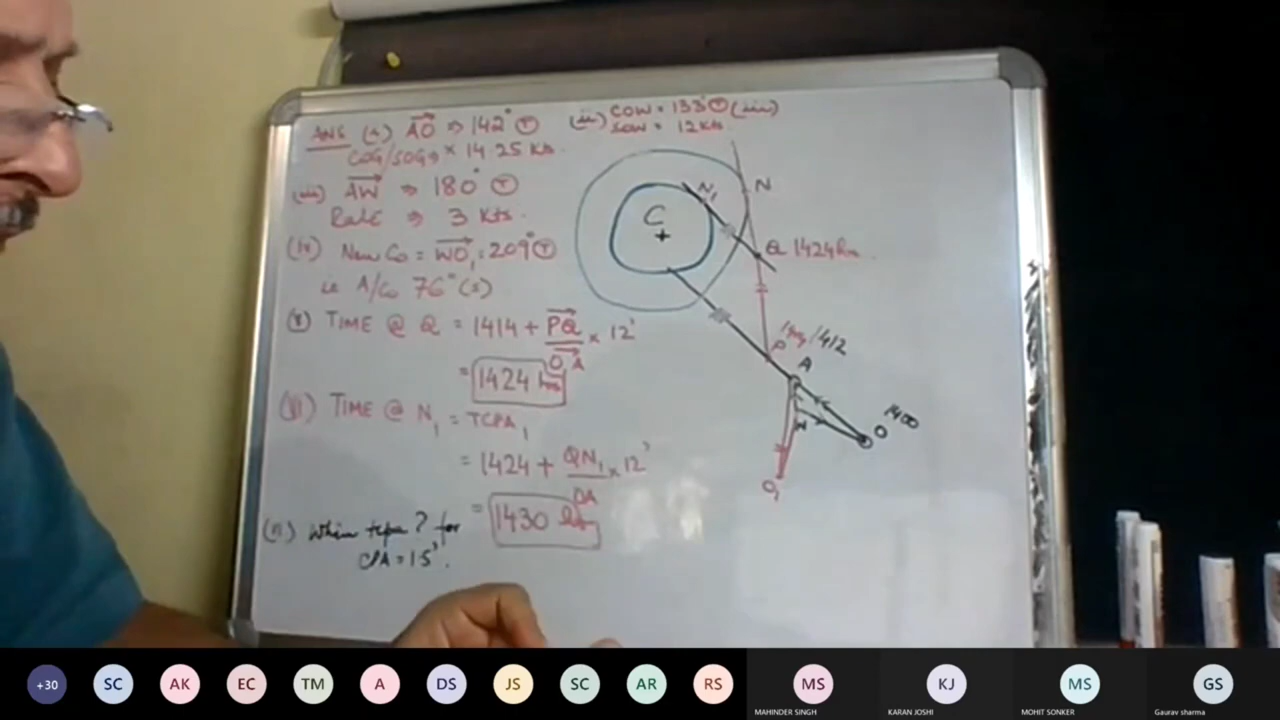 ANS (i) AO ⇒ 142° (T)
COG/SOG ⇒ × 14.25 Kts.
(ii) COW = 133° (T) (iii)
SOW = 12 Kts.
(iii) AW ⇒ 180° (T)
Rate ⇒ 3 Kts.
(iv) New Co = WO₁ = 209° (T)
ie A/Co 76° (S)
(V) TIME @ Q = 1414 + PQ/OA × 12'
= 1424 hrs
(VI) TIME @ N₁ = TCPA₁
= 1424 + QN₁/OA × 12'
= 1430 hrs
When tcpa? for
CPA = 1.5'.
C
N₁
N
Q 1424 hrs.
P
/1412
A
W
O 1400
O₁
+30
SC
AK
EC
TM
A
DS
JS
SC
AR
RS
MS
MAHINDER SINGH
KJ
KARAN JOSHI
MS
MOHIT SONKER
GS
Gaurav sharma